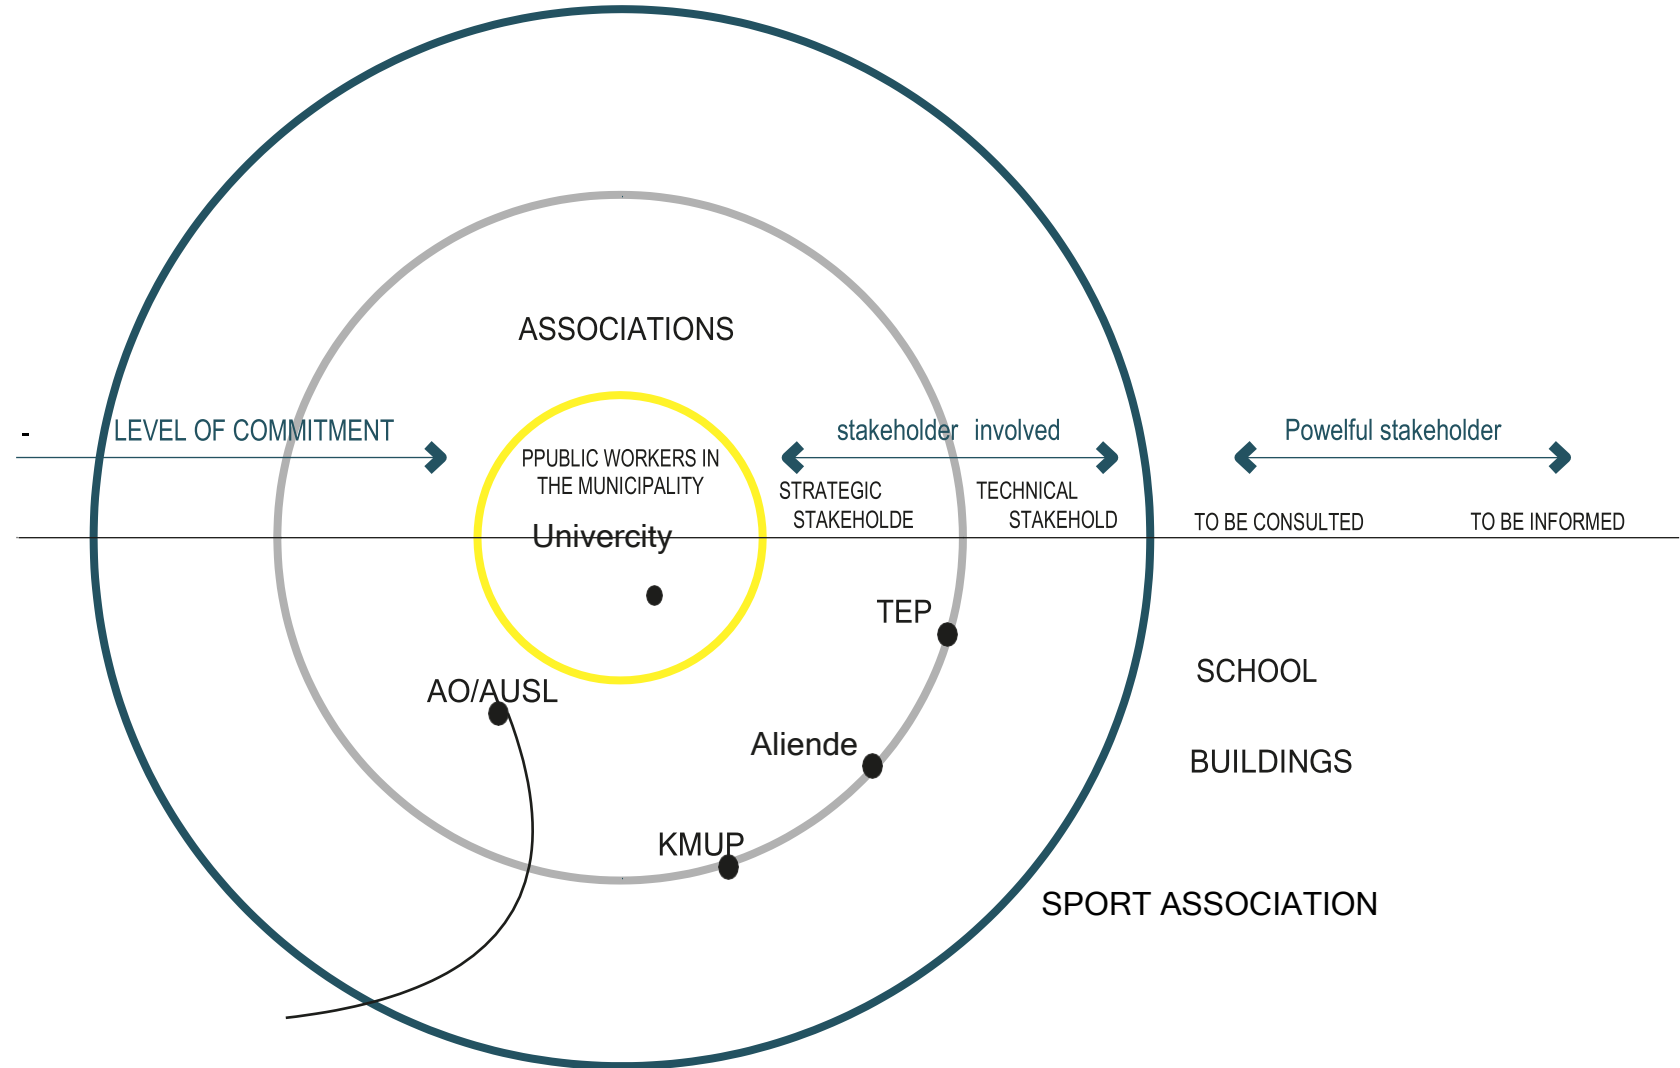 ASSOCIATIONS
-
LEVEL OF COMMITMENT
stakeholder involved
Powelful stakeholder
PPUBLIC WORKERS IN
THE MUNICIPALITY
STRATEGIC
STAKEHOLDE
TECHNICAL
STAKEHOLD
TO BE CONSULTED
TO BE INFORMED
Univercity
TEP
SCHOOL
AO/AUSL
Aliende
BUILDINGS
KMUP
SPORT ASSOCIATION